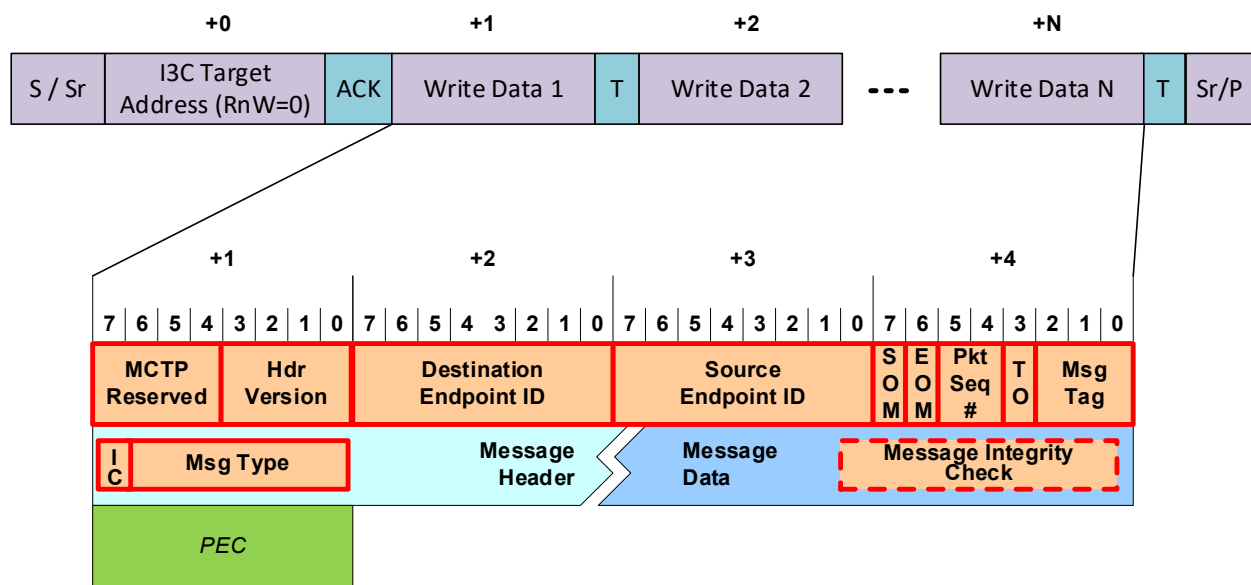 +0 +1 +2 +N
S / Sr I3C Target Address (RnW=0) ACK Write Data 1 T Write Data 2 Write Data N T Sr/P
+1 +2 +3 +4
7 6 5 4 3 2 1 0 7 6 5 4 3 2 1 0 7 6 5 4 3 2 1 0 7 6 5 4 3 2 1 0
MCTP Reserved Hdr Version Destination Endpoint ID Source Endpoint ID SOM EOM Pkt Seq # TO Msg Tag
IC Msg Type Message Header Message Data Message Integrity Check
PEC